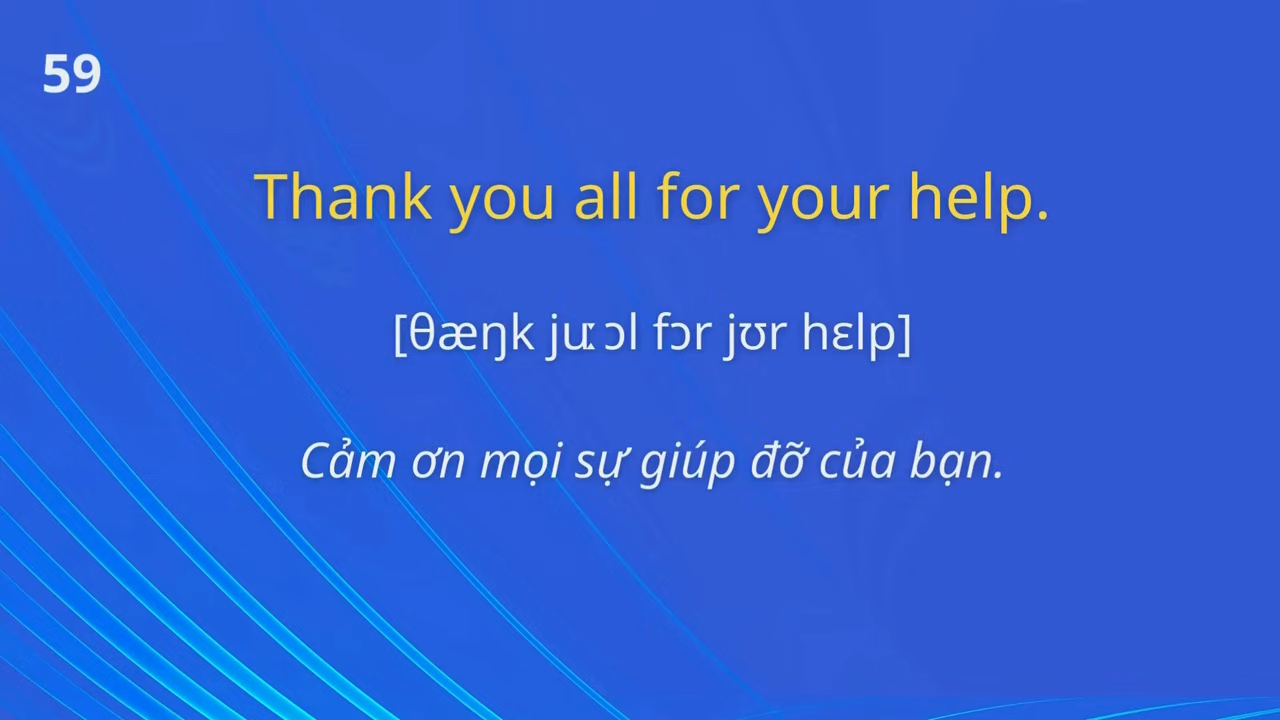 59
Thank you all for your help.
[θæŋk juː ɔl fɔr jʊr hɛlp]
Cảm ơn mọi sự giúp đỡ của bạn.